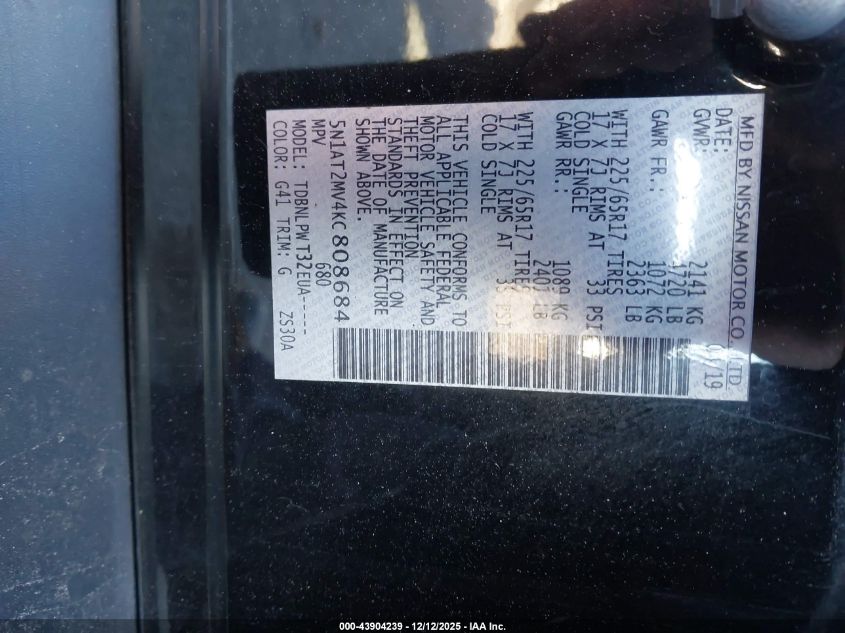 MFD BY NISSAN MOTOR CO., LTD.
DATE: /19
GVWR: 2141 KG
4720 LB
GAWR FR.: 1072 KG
2363 LB
WITH 225/65R17 TIRES
17 X 7J RIMS AT 33 PSI
COLD SINGLE
GAWR RR.: 1089 KG
2401 LB
WITH 225/65R17 TIRES
17 X 7J RIMS AT 33 PSI
COLD SINGLE
THIS VEHICLE CONFORMS TO
ALL APPLICABLE FEDERAL
MOTOR VEHICLE SAFETY AND
THEFT PREVENTION
STANDARDS IN EFFECT ON
THE DATE OF MANUFACTURE
SHOWN ABOVE.
5N1AT2MV4KC808684
MPV 680
MODEL: TDBNLPWT32EUA-----
COLOR: G41 TRIM: G ZS30A
000-43904239 - 12/12/2025 - IAA Inc.